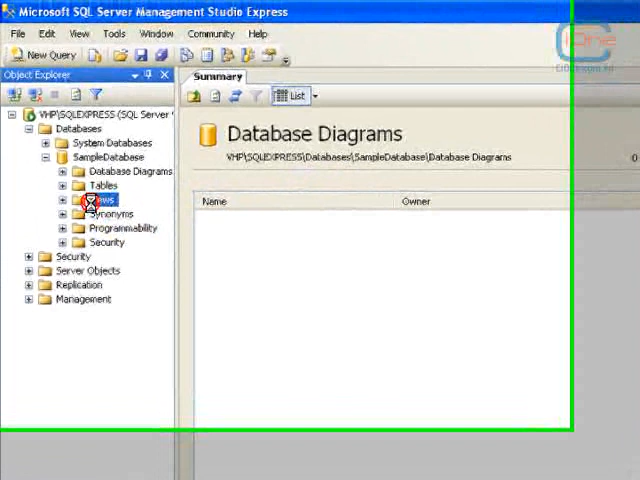 Microsoft SQL Server Management Studio Express
File Edit View Tools Window Community Help
New Query
Object Explorer
Summary
List
VHP\SQLEXPRESS (SQL Server
Databases
System Databases
SampleDatabase
Database Diagrams
Tables
Synonyms
Programmability
Security
Security
Server Objects
Replication
Management
Database Diagrams
VHP\SQLEXPRESS\Databases\SampleDatabase\Database Diagrams
0
Name Owner